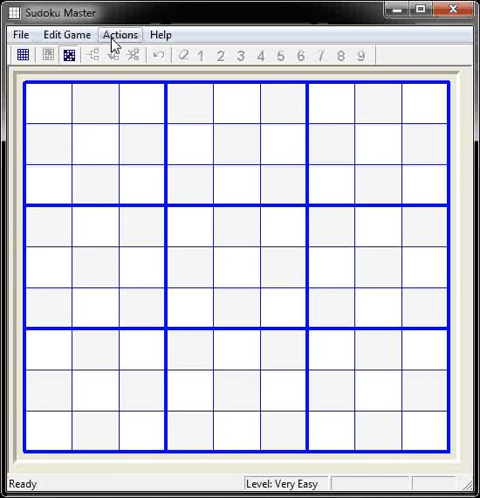 Sudoku Master
File Edit Game Actions Help
1 2 3 4 5 6 7 8 9
Ready Level: Very Easy